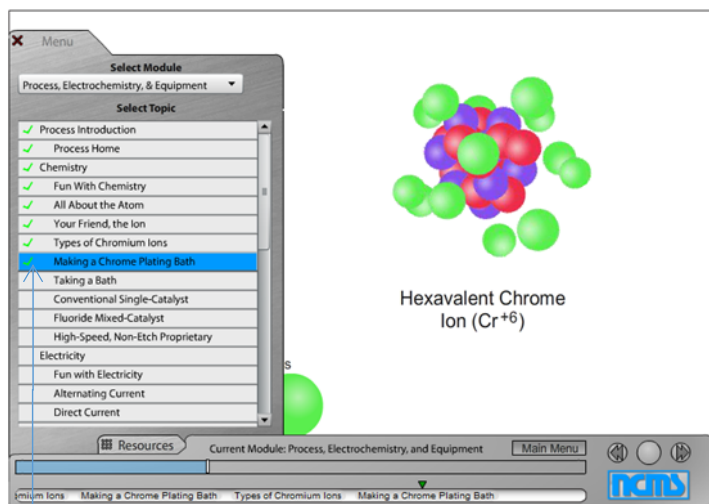 Menu
Select Module
Process, Electrochemistry, & Equipment
Select Topic
Process Introduction
Process Home
Chemistry
Fun With Chemistry
All About the Atom
Your Friend, the Ion
Types of Chromium Ions
Making a Chrome Plating Bath
Taking a Bath
Conventional Single-Catalyst
Fluoride Mixed-Catalyst
High-Speed, Non-Etch Proprietary
Electricity
Fun with Electricity
Alternating Current
Direct Current
Hexavalent Chrome
Ion (Cr+6)
s
Resources
Current Module: Process, Electrochemistry, and Equipment
Main Menu
mium Ions Making a Chrome Plating Bath Types of Chromium Ions Making a Chrome Plating Bath
ncms